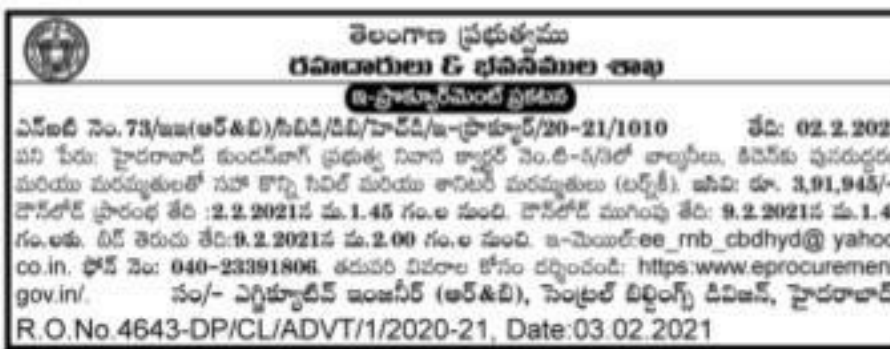 తెలంగాణ ప్రభుత్వము
రహదారులు & భవనముల శాఖ
ఇ-ప్రొక్యూర్‌మెంట్ ప్రకటన
ఎన్ఐటి నెం.73/ఇఇ(ఆర్&బి)/సిబిడి/డిబి/హెచ్‌డి/ఇ-ప్రొక్యూర్/20-21/1010 తేది: 02.2.202
పని పేరు: హైదరాబాద్ కుందన్‌బాగ్ ప్రభుత్వ నివాస క్వార్టర్ నెం.టి-5/3లో బాల్కనీలు, కిచెన్‌కు పునరుద్ధర
మరియు మరమ్మతులతో సహా కొన్ని సివిల్ మరియు శానిటరీ మరమ్మతులు (టర్న్‌కీ). ఇసివి: రూ. 3,91,945/-
డౌన్‌లోడ్ ప్రారంభ తేది :2.2.2021న మ.1.45 గం.ల నుంచి. డౌన్‌లోడ్ ముగింపు తేది: 9.2.2021న మ.1.4
గం.లకు. బిడ్ తెరుచు తేది:9.2.2021న మ.2.00 గం.ల నుంచి. ఇ-మెయిల్:ee_rnb_cbdhyd@ yahoo
co.in. ఫోన్ నెం: 040-23391806. తదుపరి వివరాల కోసం దర్శించండి: https:www.eprocuremen
gov.in/. సం/- ఎగ్జిక్యూటివ్ ఇంజనీర్ (ఆర్&బి), సెంట్రల్ బిల్డింగ్స్ డివిజన్, హైదరాబాద్
R.O.No.4643-DP/CL/ADVT/1/2020-21, Date:03.02.2021